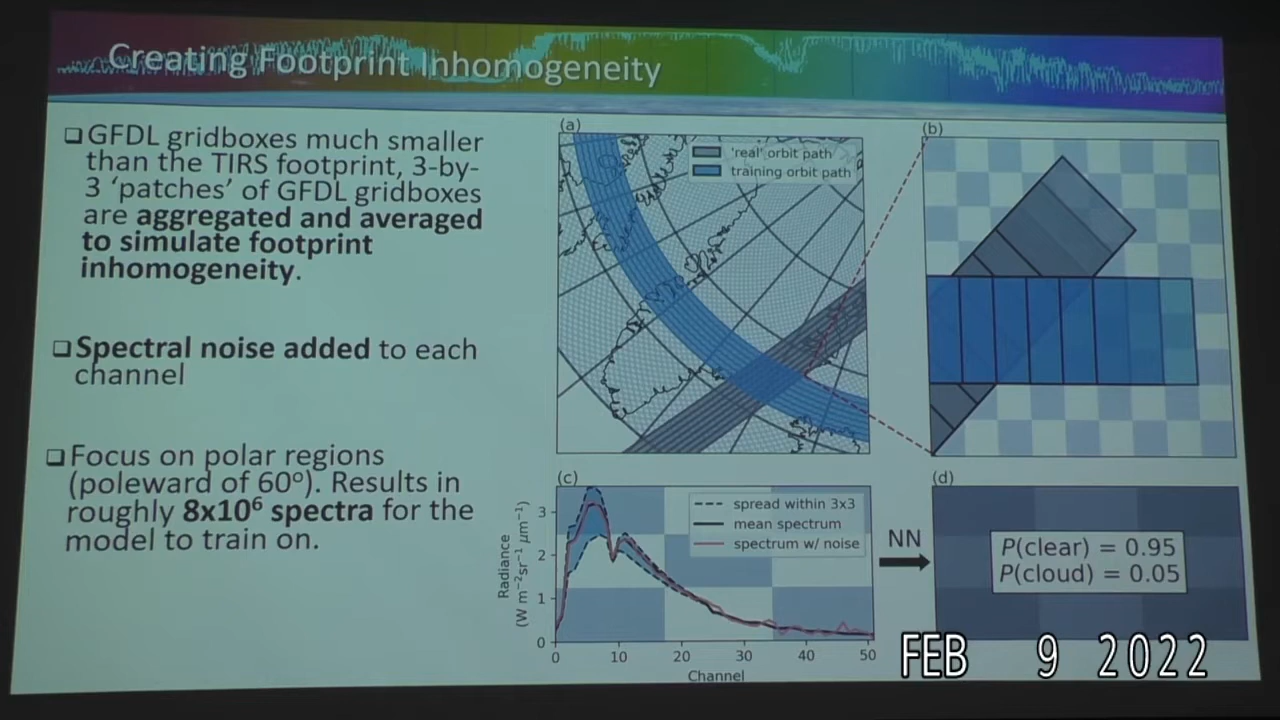 Creating Footprint Inhomogeneity
❑GFDL gridboxes much smaller
than the TIRS footprint, 3-by-
3 ‘patches’ of GFDL gridboxes
are aggregated and averaged
to simulate footprint
inhomogeneity.
❑Spectral noise added to each
channel
❑Focus on polar regions
(poleward of 60°). Results in
roughly 8x10⁶ spectra for the
model to train on.
(a)
'real' orbit path
training orbit path
(b)
(c)
spread within 3x3
mean spectrum
spectrum w/ noise
Radiance
(W m⁻²sr⁻¹ μm⁻¹)
3
2
1
0
0 10 20 30 40 50
Channel
NN
(d)
P(clear) = 0.95
P(cloud) = 0.05
FEB 9 2022